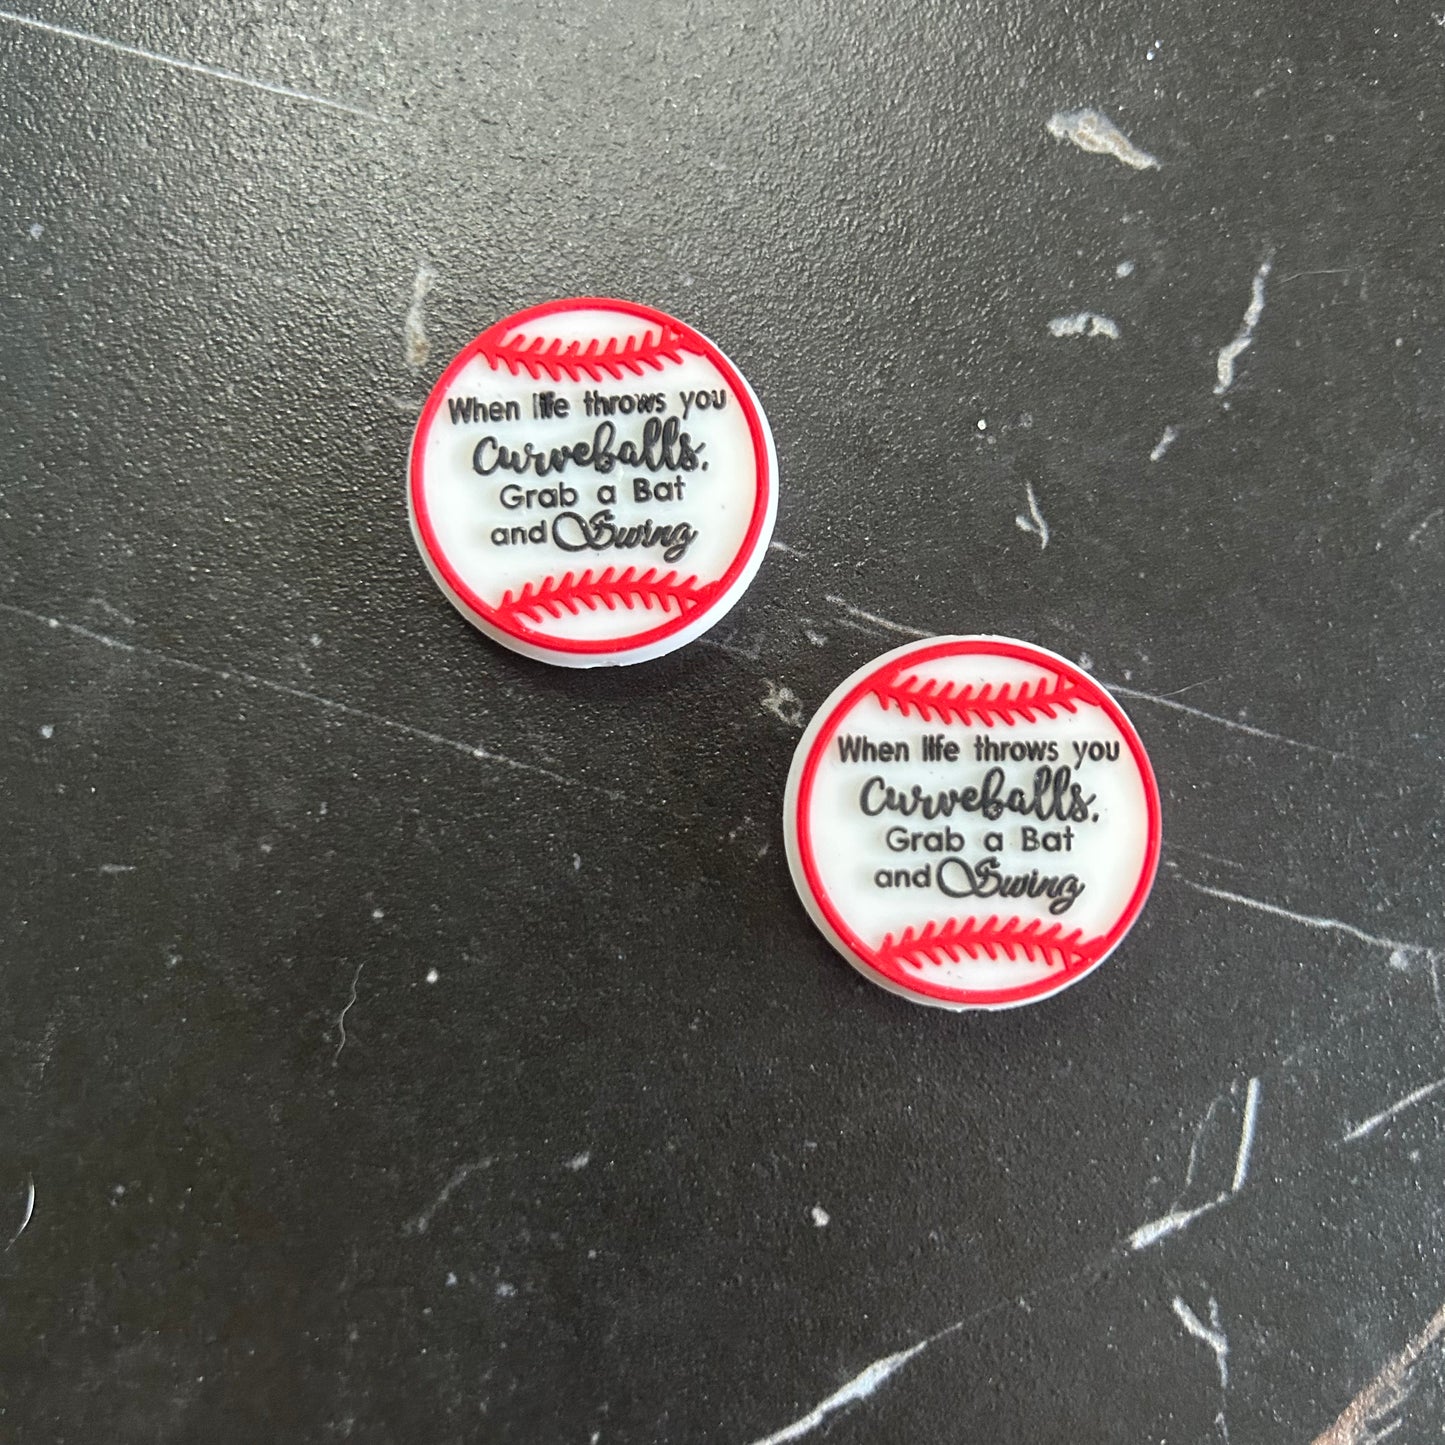 When life throws you
Curveballs,
Grab a Bat
and Swing
When life throws you
Curveballs,
Grab a Bat
and Swing